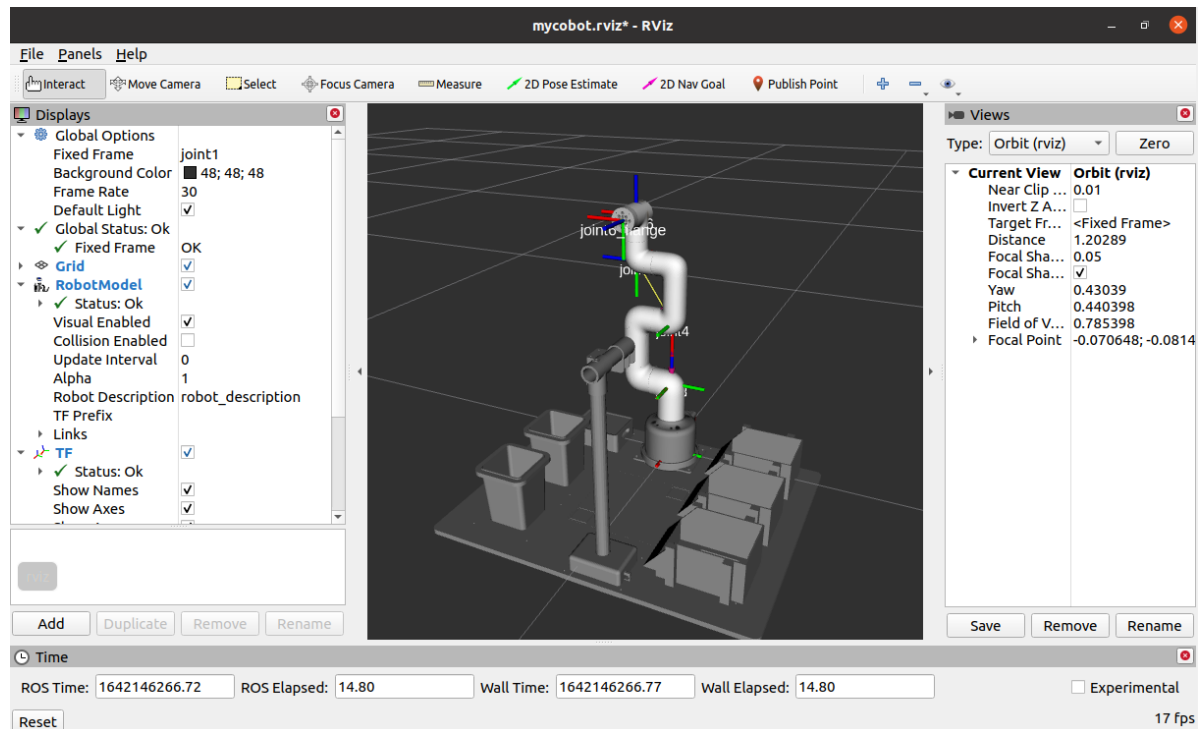 mycobot.rviz* - RViz
File Panels Help
Interact Move Camera Select Focus Camera Measure 2D Pose Estimate 2D Nav Goal Publish Point
Displays
Global Options
Fixed Frame joint1
Background Color 48; 48; 48
Frame Rate 30
Default Light
Global Status: Ok
Fixed Frame OK
Grid
RobotModel
Status: Ok
Visual Enabled
Collision Enabled
Update Interval 0
Alpha 1
Robot Description robot_description
TF Prefix
Links
TF
Status: Ok
Show Names
Show Axes
rviz
Add Duplicate Remove Rename
Views
Type: Orbit (rviz) Zero
Current View Orbit (rviz)
Near Clip ... 0.01
Invert Z A...
Target Fr... <Fixed Frame>
Distance 1.20289
Focal Sha... 0.05
Focal Sha...
Yaw 0.43039
Pitch 0.440398
Field of V... 0.785398
Focal Point -0.070648; -0.0814
Save Remove Rename
Time
ROS Time: 1642146266.72 ROS Elapsed: 14.80 Wall Time: 1642146266.77 Wall Elapsed: 14.80 Experimental
Reset 17 fps